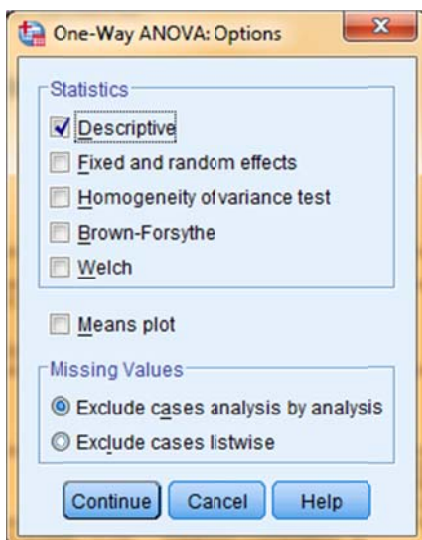 One-Way ANOVA: Options
Statistics
Descriptive
Fixed and random effects
Homogeneity of variance test
Brown-Forsythe
Welch
Means plot
Missing Values
Exclude cases analysis by analysis
Exclude cases listwise
Continue Cancel Help